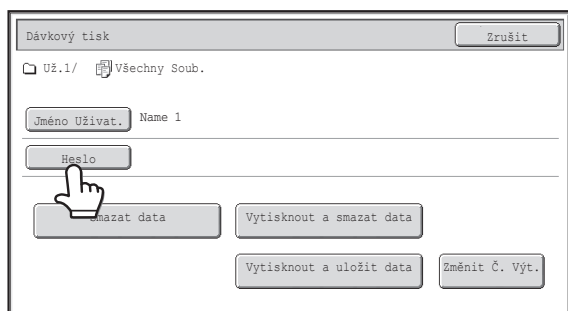 Dávkový tisk Zrušit
Už.1/ Všechny Soub.
Jméno Uživat. Name 1
Heslo
Smazat data Vytisknout a smazat data
Vytisknout a uložit data Změnit Č. Výt.